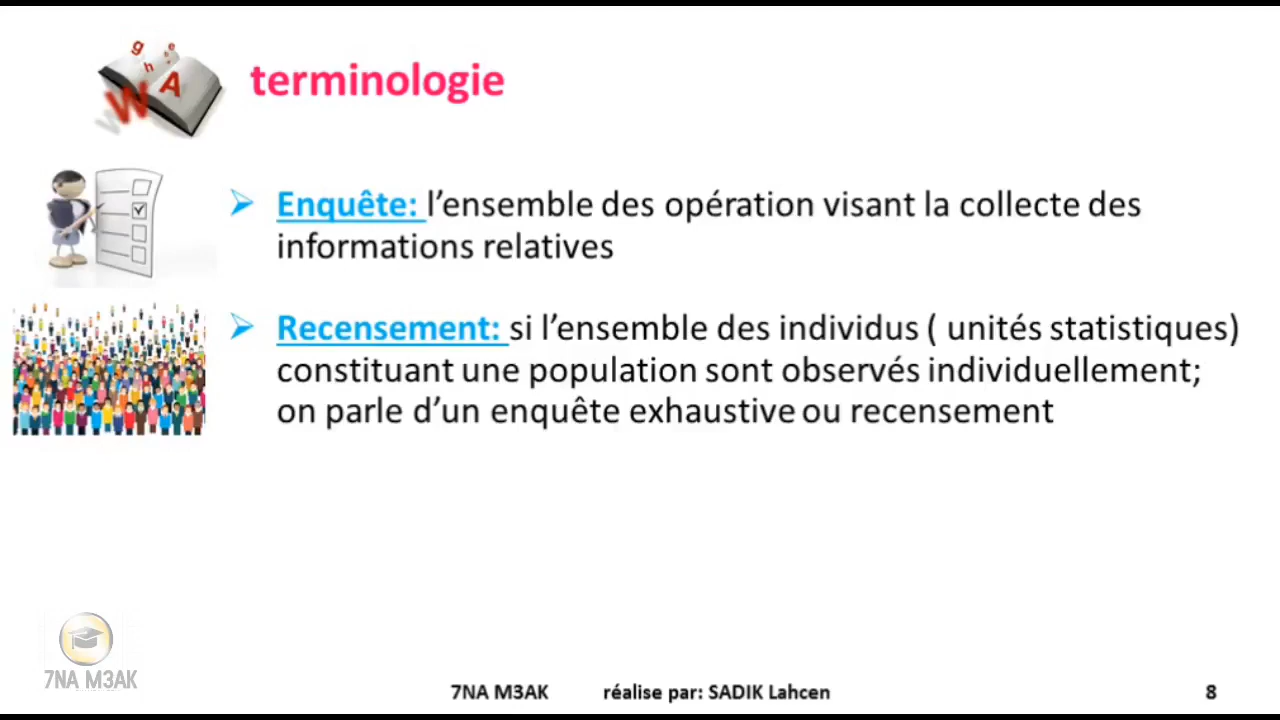 terminologie
Enquête: l’ensemble des opération visant la collecte des
informations relatives
Recensement: si l’ensemble des individus ( unités statistiques)
constituant une population sont observés individuellement;
on parle d’un enquête exhaustive ou recensement
7NA M3AK
7NA M3AK réalise par: SADIK Lahcen 8
g
e
h
A
W
W